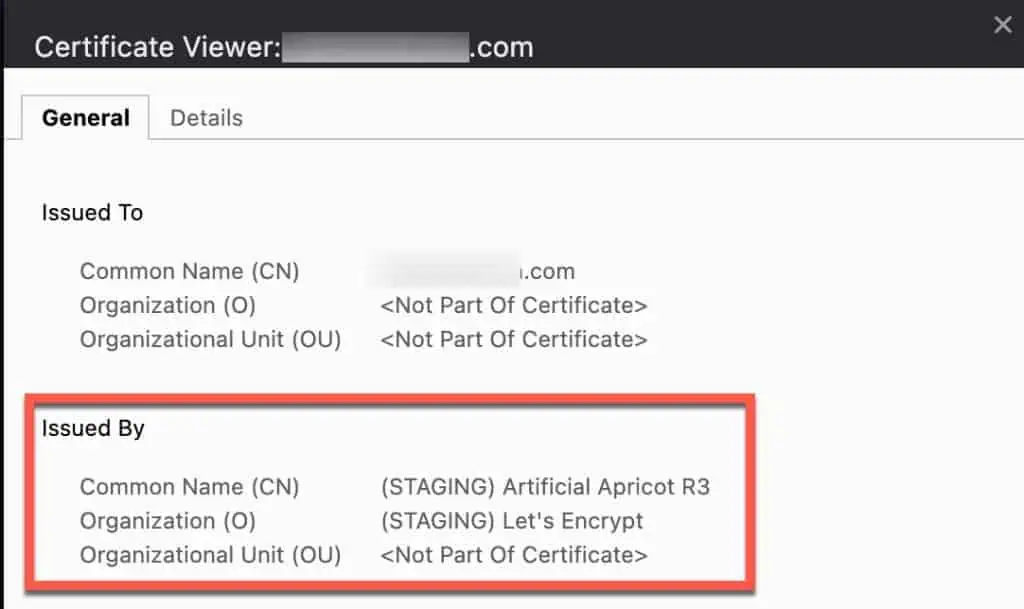 Certificate Viewer: .com
General Details
Issued To
Common Name (CN) .com
Organization (O) <Not Part Of Certificate>
Organizational Unit (OU) <Not Part Of Certificate>
Issued By
Common Name (CN) (STAGING) Artificial Apricot R3
Organization (O) (STAGING) Let's Encrypt
Organizational Unit (OU) <Not Part Of Certificate>